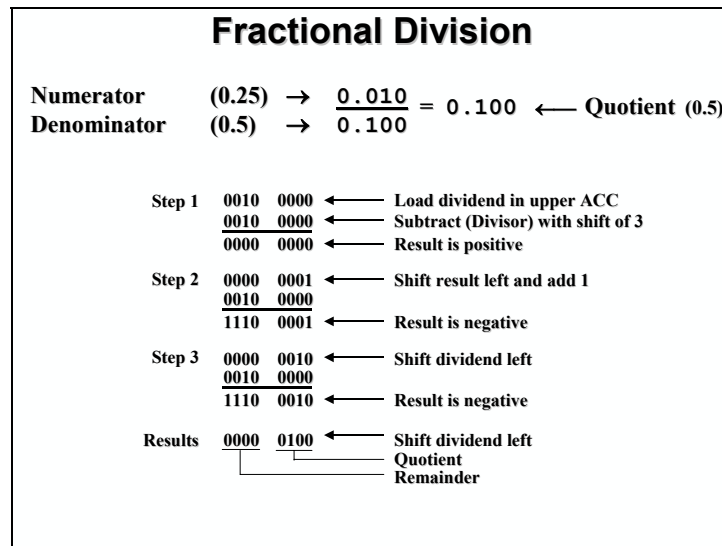 Fractional Division
Numerator (0.25) → 0.010
= 0.100 ← Quotient (0.5)
Denominator (0.5) → 0.100
Step 1 0010 0000 ← Load dividend in upper ACC
0010 0000 ← Subtract (Divisor) with shift of 3
0000 0000 ← Result is positive
Step 2 0000 0001 ← Shift result left and add 1
0010 0000
1110 0001 ← Result is negative
Step 3 0000 0010 ← Shift dividend left
0010 0000
1110 0010 ← Result is negative
Results 0000 0100 ← Shift dividend left
Quotient
Remainder